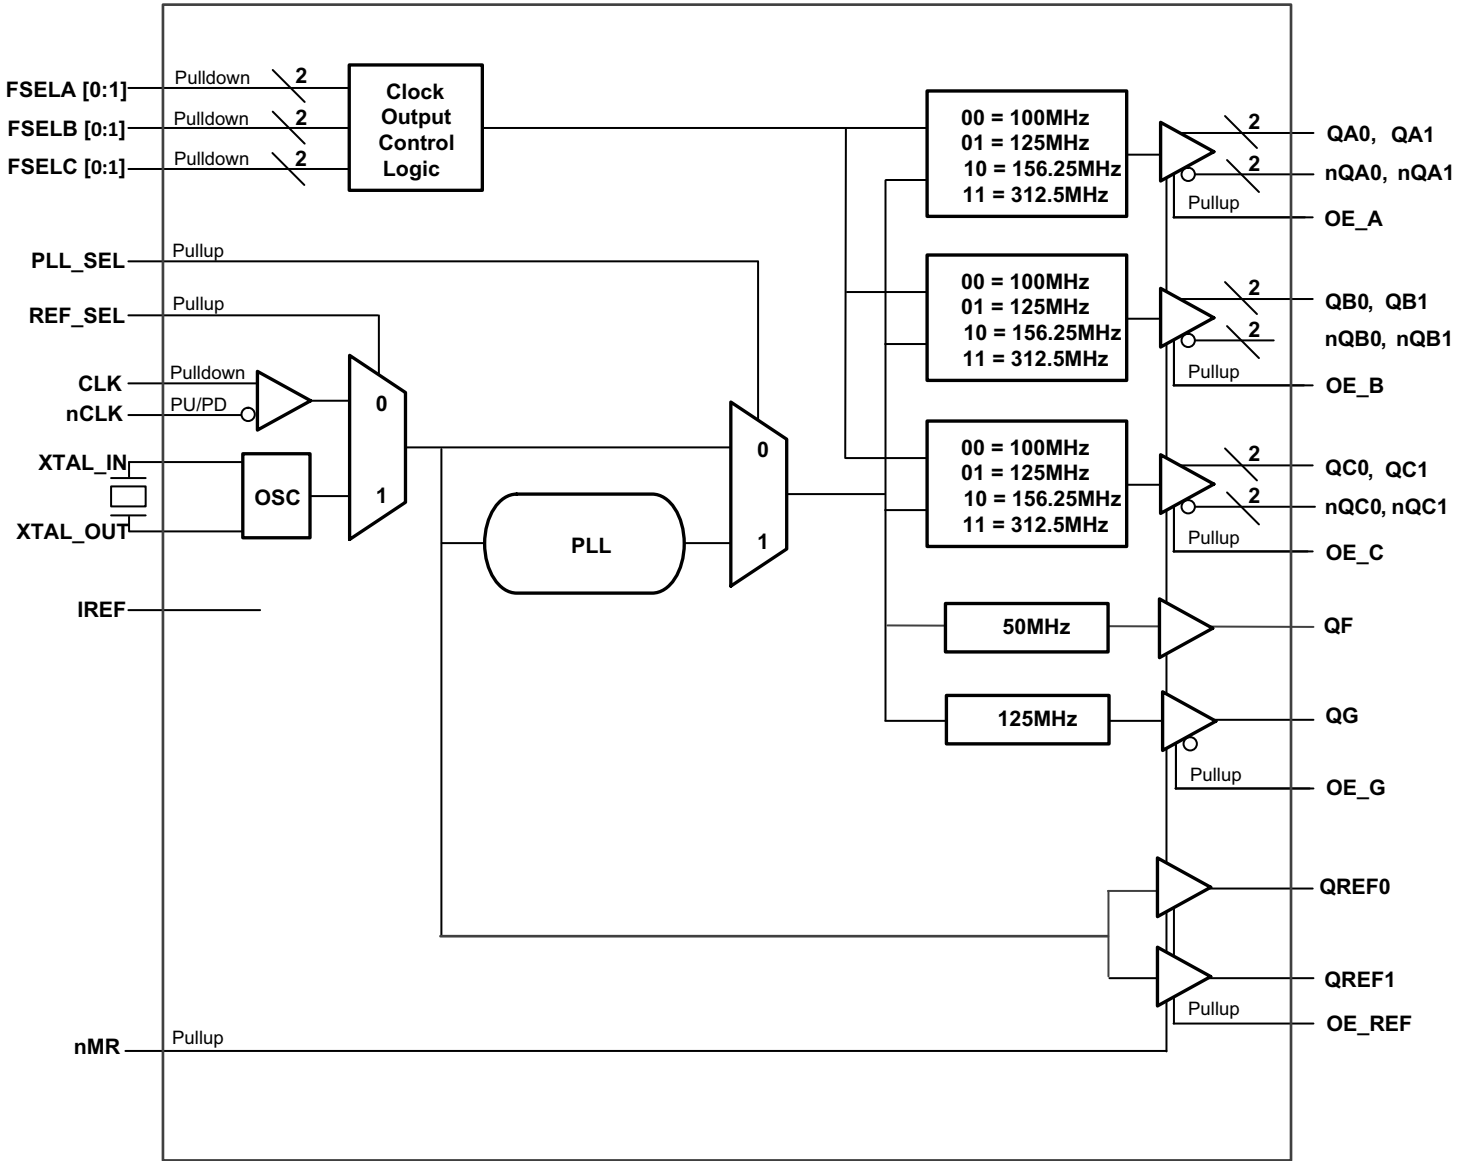 FSELA [0:1]
Pulldown
2
FSELB [0:1]
Pulldown
2
FSELC [0:1]
Pulldown
2
Clock
Output
Control
Logic
PLL_SEL
Pullup
REF_SEL
Pullup
CLK
Pulldown
nCLK
PU/PD
XTAL_IN
XTAL_OUT
OSC
0
1
IREF
PLL
0
1
00 = 100MHz
01 = 125MHz
10 = 156.25MHz
11 = 312.5MHz
2
QA0, QA1
2
nQA0, nQA1
Pullup
OE_A
00 = 100MHz
01 = 125MHz
10 = 156.25MHz
11 = 312.5MHz
2
QB0, QB1
2
nQB0, nQB1
Pullup
OE_B
00 = 100MHz
01 = 125MHz
10 = 156.25MHz
11 = 312.5MHz
2
QC0, QC1
2
nQC0, nQC1
Pullup
OE_C
50MHz
QF
125MHz
QG
Pullup
OE_G
QREF0
QREF1
Pullup
OE_REF
nMR
Pullup